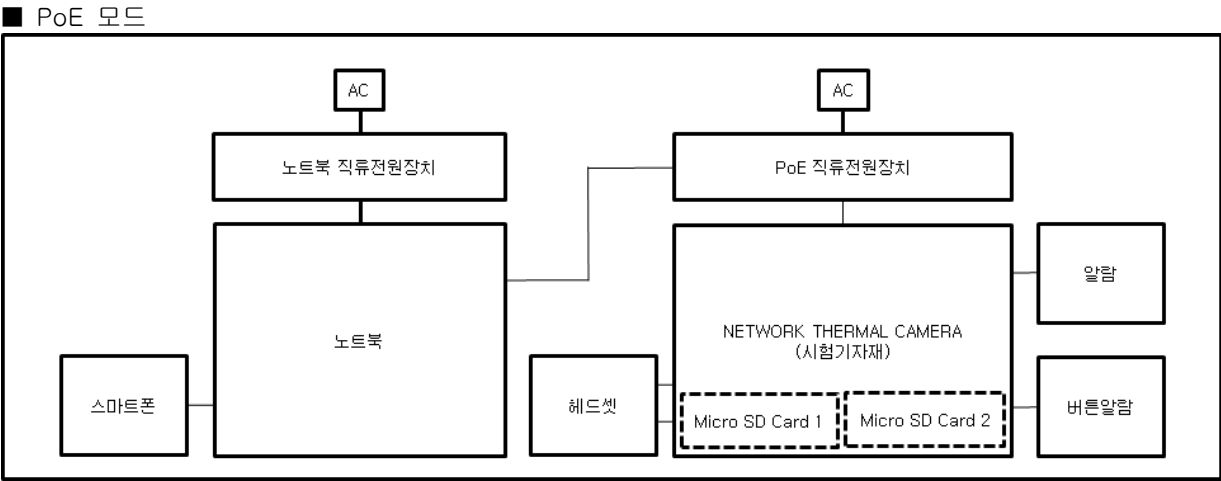 ■ PoE 모드
AC
AC
노트북 직류전원장치
PoE 직류전원장치
알람
노트북
NETWORK THERMAL CAMERA
(시험기자재)
스마트폰
헤드셋
Micro SD Card 1
Micro SD Card 2
버튼알람